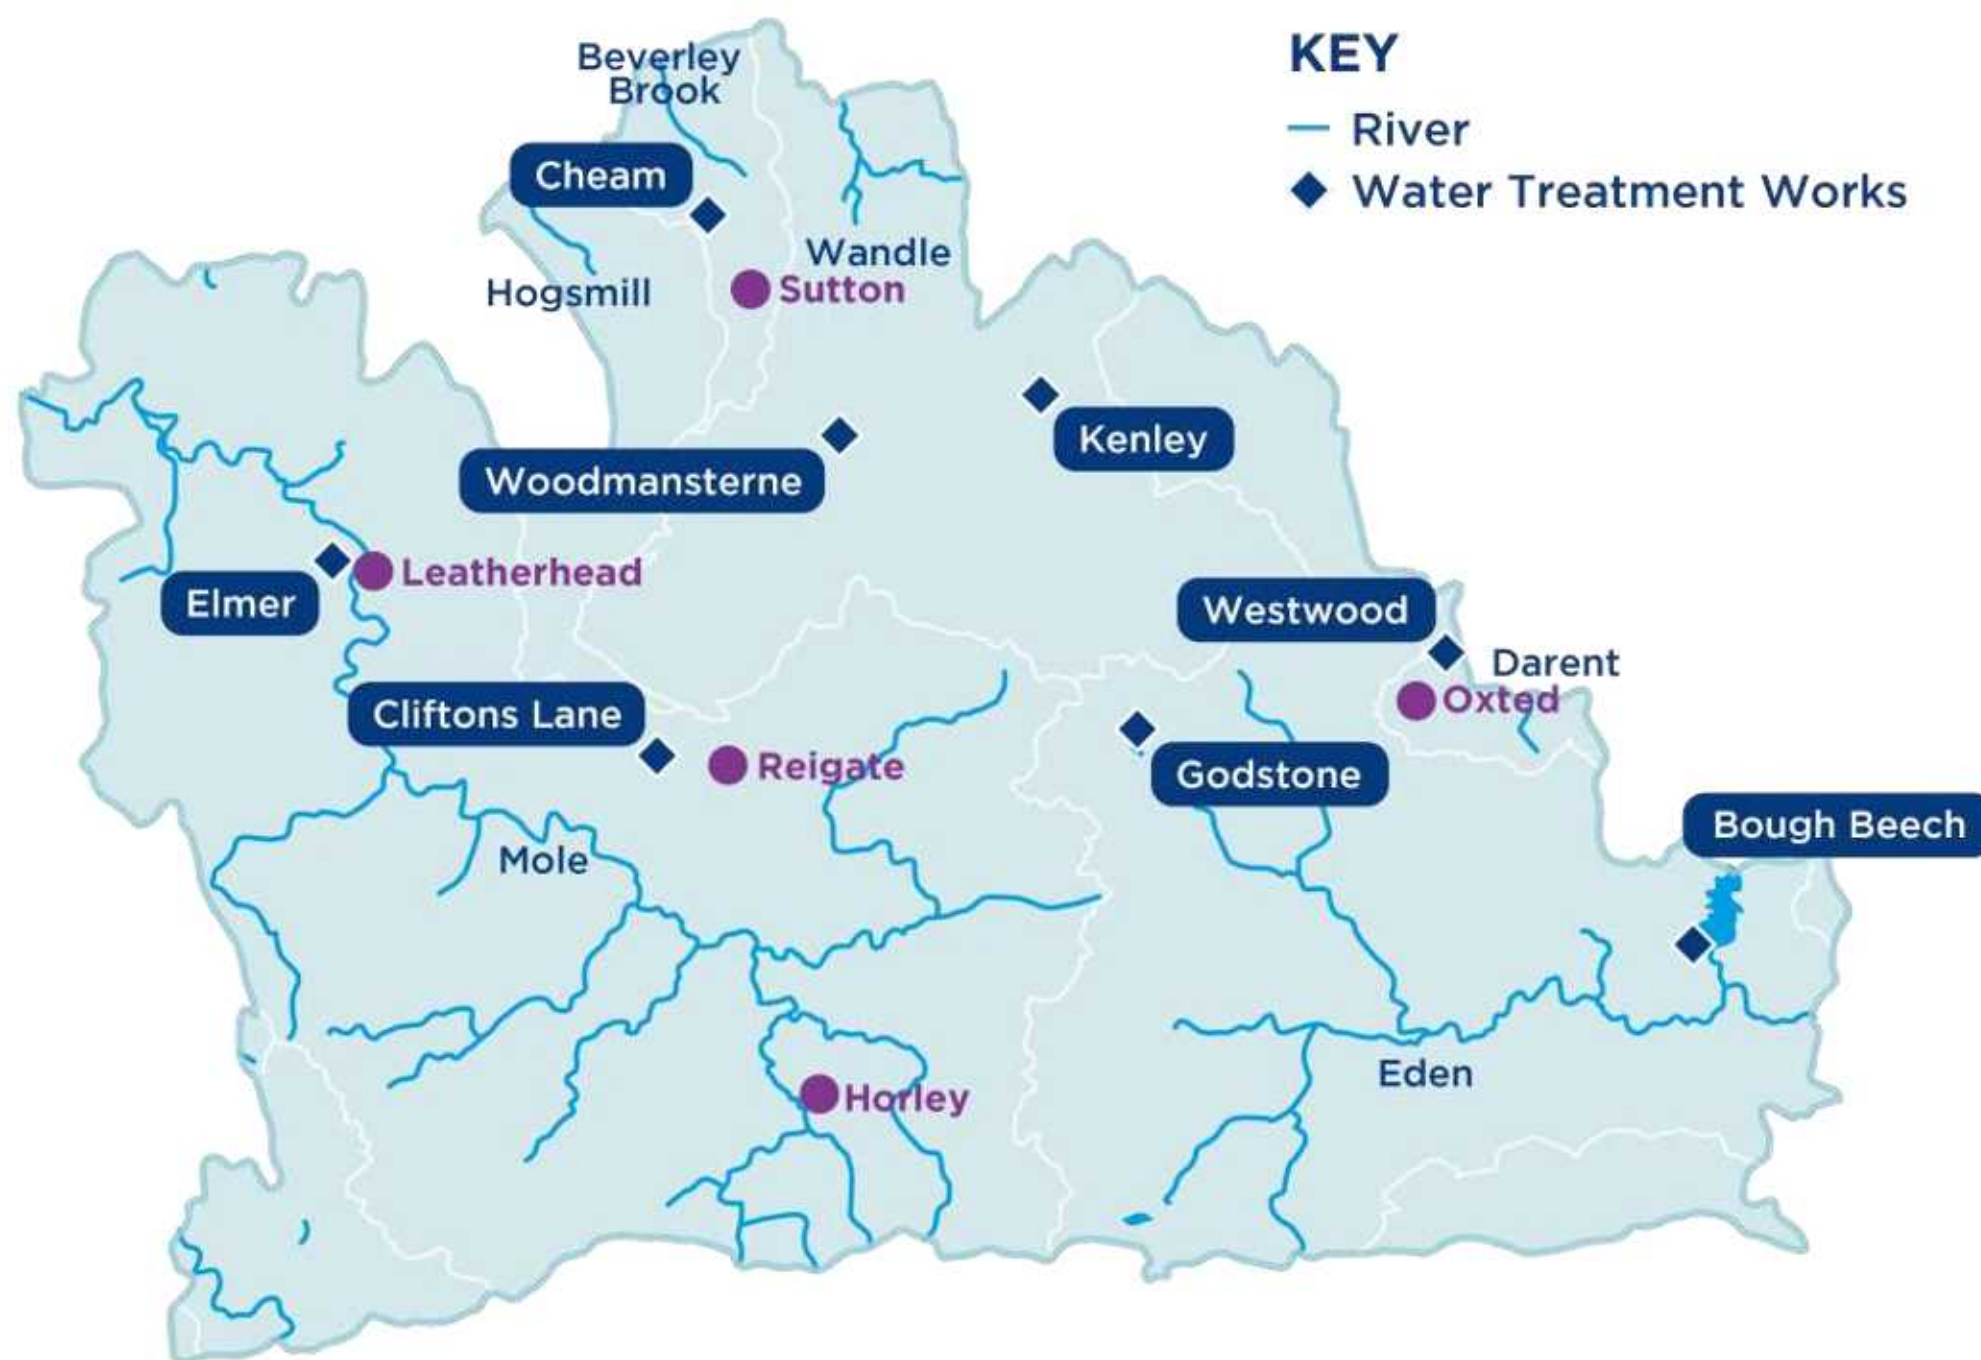 KEY
River
Water Treatment Works
Beverley
Brook
Cheam
Wandle
Hogsmill
Sutton
Kenley
Woodmansterne
Leatherhead
Elmer
Westwood
Darent
Oxted
Cliftons Lane
Reigate
Godstone
Bough Beech
Mole
Eden
Horley